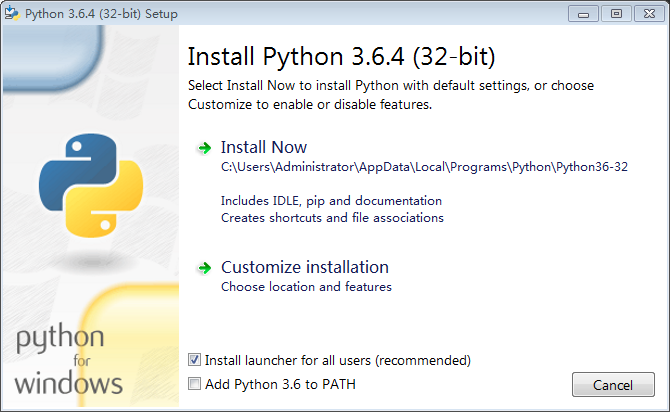 Python 3.6.4 (32-bit) Setup
Install Python 3.6.4 (32-bit)
Select Install Now to install Python with default settings, or choose
Customize to enable or disable features.
Install Now
C:\Users\Administrator\AppData\Local\Programs\Python\Python36-32
Includes IDLE, pip and documentation
Creates shortcuts and file associations
Customize installation
Choose location and features
python
for
windows
Install launcher for all users (recommended)
Add Python 3.6 to PATH
Cancel